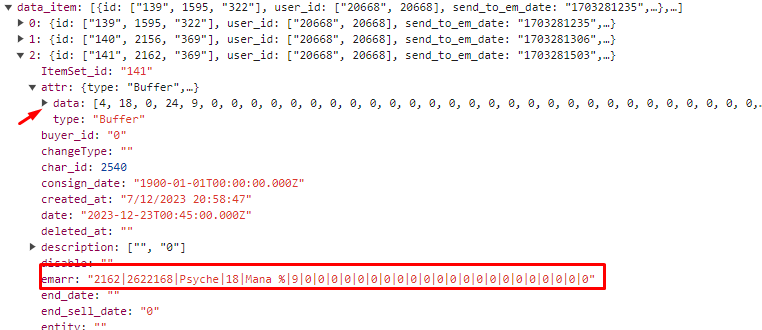 data_item: [{id: ["139", 1595, "322"], user_id: ["20668", 20668], send_to_em_date: "1703281235",…},…]
0: {id: ["139", 1595, "322"], user_id: ["20668", 20668], send_to_em_date: "1703281235",…}
1: {id: ["140", 2156, "369"], user_id: ["20668", 20668], send_to_em_date: "1703281306",…}
2: {id: ["141", 2162, "369"], user_id: ["20668", 20668], send_to_em_date: "1703281503",…}
ItemSet_id: "141"
attr: {type: "Buffer",…}
data: [4, 18, 0, 24, 9, 0, 0, 0, 0, 0, 0, 0, 0, 0, 0, 0, 0, 0, 0, 0, 0, 0, 0, 0, 0, 0, 0, 0, 0, 0, 0, 0, 0,…
type: "Buffer"
buyer_id: "0"
changeType: ""
char_id: 2540
consign_date: "1900-01-01T00:00:00.000Z"
created_at: "7/12/2023 20:58:47"
date: "2023-12-23T00:45:00.000Z"
deleted_at: ""
description: ["", "0"]
disable: ""
emarr: "2162|2622168|Psyche|18|Mana %|9|0|0|0|0|0|0|0|0|0|0|0|0|0|0|0|0|0|0|0|0|0|0"
end_date: ""
end_sell_date: "0"
entity: ""